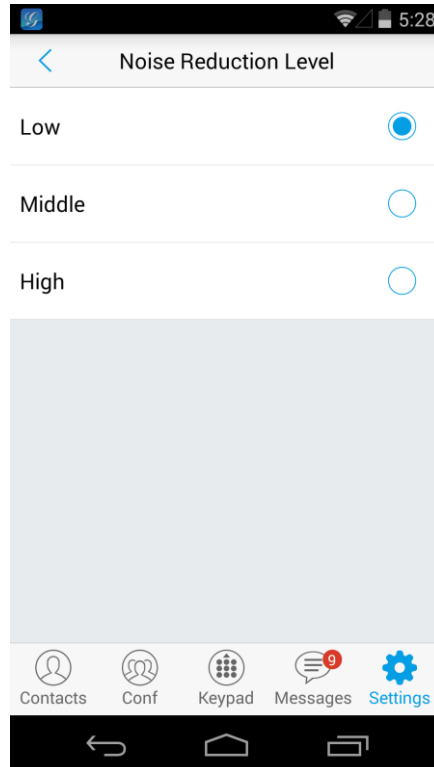 5:28
Noise Reduction Level
Low
Middle
High
9
Contacts Conf Keypad Messages Settings